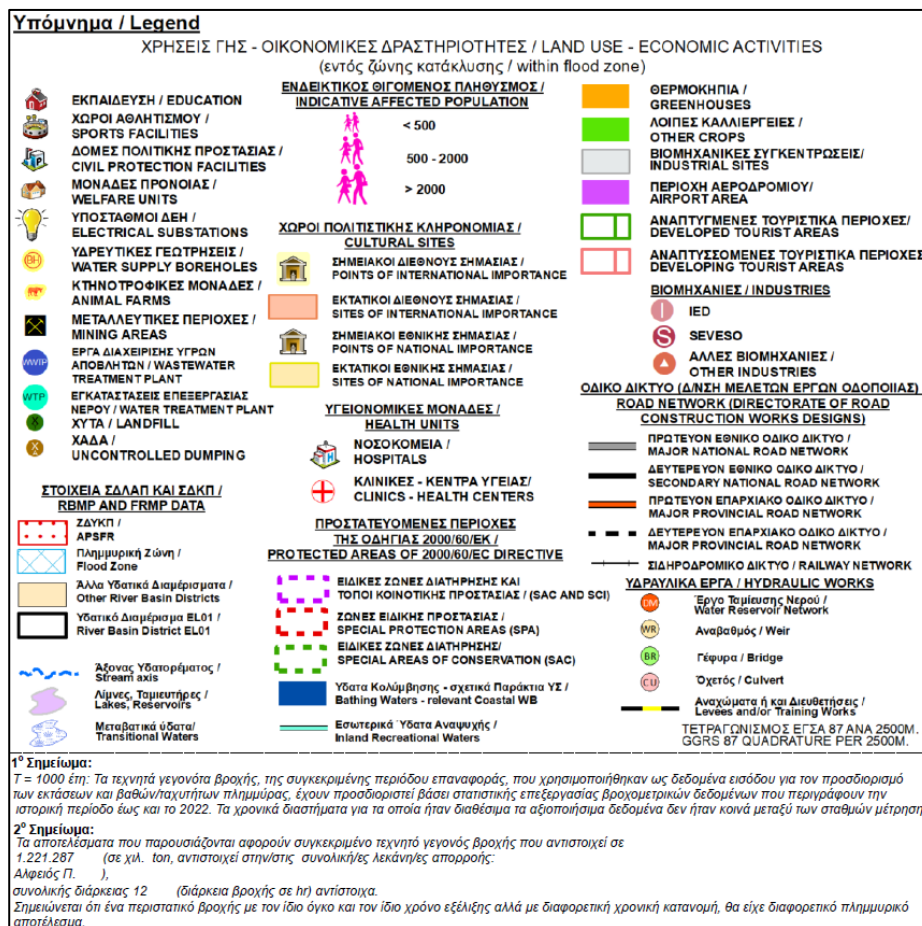 Υπόμνημα / Legend
ΧΡΗΣΕΙΣ ΓΗΣ - ΟΙΚΟΝΟΜΙΚΕΣ ΔΡΑΣΤΗΡΙΟΤΗΤΕΣ / LAND USE - ECONOMIC ACTIVITIES
(εντός ζώνης κατάκλυσης / within flood zone)
ΕΚΠΑΙΔΕΥΣΗ / EDUCATION
ΧΩΡΟΙ ΑΘΛΗΤΙΣΜΟΥ /
SPORTS FACILITIES
ΔΟΜΕΣ ΠΟΛΙΤΙΚΗΣ ΠΡΟΣΤΑΣΙΑΣ /
CIVIL PROTECTION FACILITIES
ΜΟΝΑΔΕΣ ΠΡΟΝΟΙΑΣ /
WELFARE UNITS
ΥΠΟΣΤΑΘΜΟΙ ΔΕΗ /
ELECTRICAL SUBSTATIONS
BH
ΥΔΡΕΥΤΙΚΕΣ ΓΕΩΤΡΗΣΕΙΣ /
WATER SUPPLY BOREHOLES
ΚΤΗΝΟΤΡΟΦΙΚΕΣ ΜΟΝΑΔΕΣ /
ANIMAL FARMS
ΜΕΤΑΛΛΕΥΤΙΚΕΣ ΠΕΡΙΟΧΕΣ /
MINING AREAS
WWTP
ΕΡΓΑ ΔΙΑΧΕΙΡΙΣΗΣ ΥΓΡΩΝ
ΑΠΟΒΛΗΤΩΝ / WASTEWATER
TREATMENT PLANT
WTP
ΕΓΚΑΤΑΣΤΑΣΕΙΣ ΕΠΕΞΕΡΓΑΣΙΑΣ
ΝΕΡΟΥ / WATER TREATMENT PLANT
ΧΥΤΑ / LANDFILL
ΧΑΔΑ /
UNCONTROLLED DUMPING
ΣΤΟΙΧΕΙΑ ΣΔΛΑΠ ΚΑΙ ΣΔΚΠ /
RBMP AND FRMP DATA
ΖΔΥΚΠ /
APSFR
Πλημμυρική Ζώνη /
Flood Zone
Άλλα Υδατικά Διαμέρισματα /
Other River Basin Districts
Υδατικό Διαμέρισμα EL01 /
River Basin District EL01
Άξονας Υδατορέματος /
Stream axis
Λίμνες, Ταμιευτήρες /
Lakes, Reservoirs
Μεταβατικά ύδατα/
Transitional Waters
ΕΝΔΕΙΚΤΙΚΟΣ ΘΙΓΟΜΕΝΟΣ ΠΛΗΘΥΣΜΟΣ /
INDICATIVE AFFECTED POPULATION
< 500
500 - 2000
> 2000
ΧΩΡΟΙ ΠΟΛΙΤΙΣΤΙΚΗΣ ΚΛΗΡΟΝΟΜΙΑΣ /
CULTURAL SITES
ΣΗΜΕΙΑΚΟΙ ΔΙΕΘΝΟΥΣ ΣΗΜΑΣΙΑΣ /
POINTS OF INTERNATIONAL IMPORTANCE
ΕΚΤΑΤΙΚΟΙ ΔΙΕΘΝΟΥΣ ΣΗΜΑΣΙΑΣ /
SITES OF INTERNATIONAL IMPORTANCE
ΣΗΜΕΙΑΚΟΙ ΕΘΝΙΚΗΣ ΣΗΜΑΣΙΑΣ /
POINTS OF NATIONAL IMPORTANCE
ΕΚΤΑΤΙΚΟΙ ΕΘΝΙΚΗΣ ΣΗΜΑΣΙΑΣ /
SITES OF NATIONAL IMPORTANCE
ΥΓΕΙΟΝΟΜΙΚΕΣ ΜΟΝΑΔΕΣ /
HEALTH UNITS
ΝΟΣΟΚΟΜΕΙΑ /
HOSPITALS
ΚΛΙΝΙΚΕΣ - ΚΕΝΤΡΑ ΥΓΕΙΑΣ/
CLINICS - HEALTH CENTERS
ΠΡΟΣΤΑΤΕΥΟΜΕΝΕΣ ΠΕΡΙΟΧΕΣ
ΤΗΣ ΟΔΗΓΙΑΣ 2000/60/ΕΚ /
PROTECTED AREAS OF 2000/60/EC DIRECTIVE
ΕΙΔΙΚΕΣ ΖΩΝΕΣ ΔΙΑΤΗΡΗΣΗΣ ΚΑΙ
ΤΟΠΟΙ ΚΟΙΝΟΤΙΚΗΣ ΠΡΟΣΤΑΣΙΑΣ / (SAC AND SCI)
ΖΩΝΕΣ ΕΙΔΙΚΗΣ ΠΡΟΣΤΑΣΙΑΣ /
SPECIAL PROTECTION AREAS (SPA)
ΕΙΔΙΚΕΣ ΖΩΝΕΣ ΔΙΑΤΗΡΗΣΗΣ/
SPECIAL AREAS OF CONSERVATION (SAC)
Υδατα Κολύμβησης - σχετικά Παράκτια ΥΣ /
Bathing Waters - relevant Coastal WB
Εσωτερικά Ύδατα Αναψυχής /
Inland Recreational Waters
ΘΕΡΜΟΚΗΠΙΑ /
GREENHOUSES
ΛΟΙΠΕΣ ΚΑΛΛΙΕΡΓΕΙΕΣ /
OTHER CROPS
ΒΙΟΜΗΧΑΝΙΚΕΣ ΣΥΓΚΕΝΤΡΩΣΕΙΣ/
INDUSTRIAL SITES
ΠΕΡΙΟΧΗ ΑΕΡΟΔΡΟΜΙΟΥ/
AIRPORT AREA
ΑΝΑΠΤΥΓΜΕΝΕΣ ΤΟΥΡΙΣΤΙΚΑ ΠΕΡΙΟΧΕΣ/
DEVELOPED TOURIST AREAS
ΑΝΑΠΤΥΣΣΟΜΕΝΕΣ ΤΟΥΡΙΣΤΙΚΑ ΠΕΡΙΟΧΕΣ
DEVELOPING TOURIST AREAS
ΒΙΟΜΗΧΑΝΙΕΣ / INDUSTRIES
I
IED
S
SEVESO
ΑΛΛΕΣ ΒΙΟΜΗΧΑΝΙΕΣ /
OTHER INDUSTRIES
ΟΔΙΚΟ ΔΙΚΤΥΟ (Δ/ΝΣΗ ΜΕΛΕΤΩΝ ΕΡΓΩΝ ΟΔΟΠΟΙΙΑΣ)
ROAD NETWORK (DIRECTORATE OF ROAD
CONSTRUCTION WORKS DESIGNS)
ΠΡΩΤΕΥΟΝ ΕΘΝΙΚΟ ΟΔΙΚΟ ΔΙΚΤΥΟ /
MAJOR NATIONAL ROAD NETWORK
ΔΕΥΤΕΡΕΥΟΝ ΕΘΝΙΚΟ ΟΔΙΚΟ ΔΙΚΤΥΟ /
SECONDARY NATIONAL ROAD NETWORK
ΠΡΩΤΕΥΟΝ ΕΠΑΡΧΙΑΚΟ ΟΔΙΚΟ ΔΙΚΤΥΟ /
MAJOR PROVINCIAL ROAD NETWORK
ΔΕΥΤΕΡΕΥΟΝ ΕΠΑΡΧΙΑΚΟ ΟΔΙΚΟ ΔΙΚΤΥΟ /
MAJOR PROVINCIAL ROAD NETWORK
ΣΙΔΗΡΟΔΡΟΜΙΚΟ ΔΙΚΤΥΟ / RAILWAY NETWORK
ΥΔΡΑΥΛΙΚΑ ΕΡΓΑ / HYDRAULIC WORKS
DM
Έργο Ταμίευσης Νερού /
Water Reservoir Network
WR
Αναβαθμός / Weir
BR
Γέφυρα / Bridge
CU
Όχετός / Culvert
Αναχώματα ή και Διευθετήσεις /
Levees and/or Training Works
ΤΕΤΡΑΓΩΝΙΣΜΟΣ ΕΓΣΑ 87 ΑΝΑ 2500Μ.
GGRS 87 QUADRATURE PER 2500M.
1ο Σημείωμα:
Τ = 1000 έτη: Τα τεχνητά γεγονότα βροχής, της συγκεκριμένης περιόδου επαναφοράς, που χρησιμοποιήθηκαν ως δεδομένα εισόδου για τον προσδιορισμό
των εκτάσεων και βαθών/ταχυτήτων πλημμύρας, έχουν προσδιοριστεί βάσει στατιστικής επεξεργασίας βροχομετρικών δεδομένων που περιγράφουν την
ιστορική περίοδο έως και το 2022. Τα χρονικά διαστήματα για τα οποία ήταν διαθέσιμα τα αξιοποιήσιμα δεδομένα δεν ήταν κοινά μεταξύ των σταθμών μέτρηση
2ο Σημείωμα:
Τα αποτελέσματα που παρουσιάζονται αφορούν συγκεκριμένο τεχνητό γεγονός βροχής που αντιστοιχεί σε
1.221.287 (σε χιλ. ton, αντιστοιχεί στην/στις συνολική/ες λεκάνη/ες απορροής:
Αλφειός Π. ),
συνολικής διάρκειας 12 (διάρκεια βροχής σε hr) αντίστοιχα.
Σημειώνεται ότι ένα περιστατικό βροχής με τον ίδιο όγκο και τον ίδιο χρόνο εξέλιξης αλλά με διαφορετική χρονική κατανομή, θα είχε διαφορετικό πλημμυρικό
αποτέλεσμα.